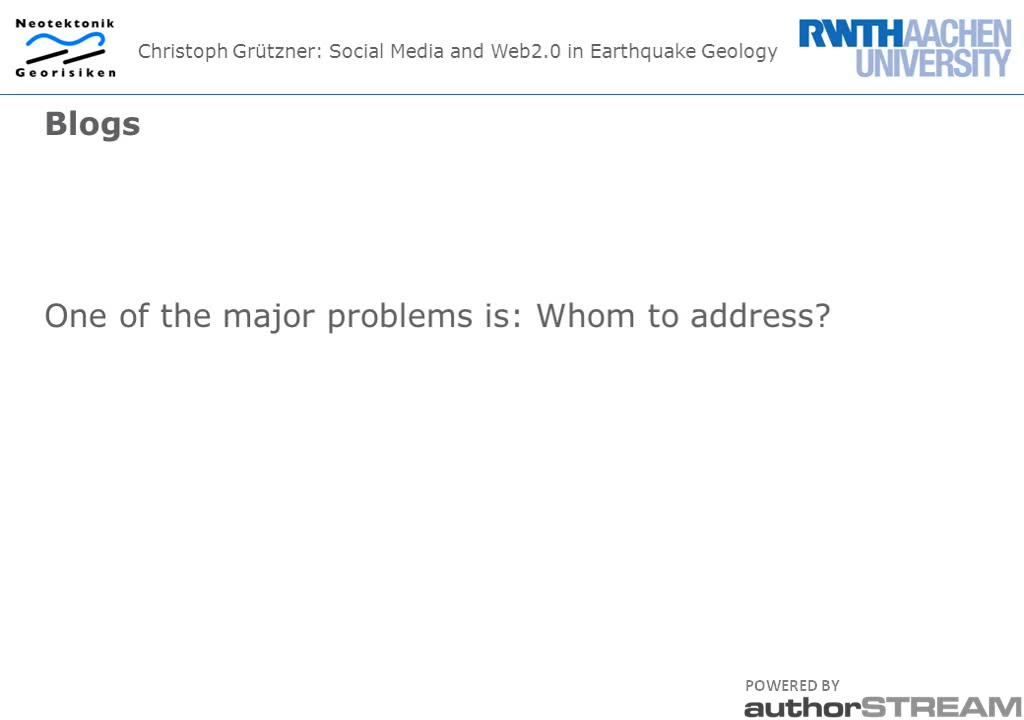 Neotektonik
Georisiken
Christoph Grützner: Social Media and Web2.0 in Earthquake Geology
RWTHAACHEN
UNIVERSITY
Blogs
One of the major problems is: Whom to address?
POWERED BY
authorSTREAM